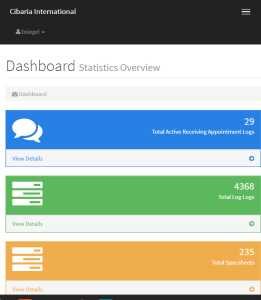 Cibaria International
bsiegel
Dashboard Statistics Overview
Dashboard
29
Total Active Receiving Appointment Logs
View Details
4368
Total Log Logs
View Details
235
Total Specsheets
View Details